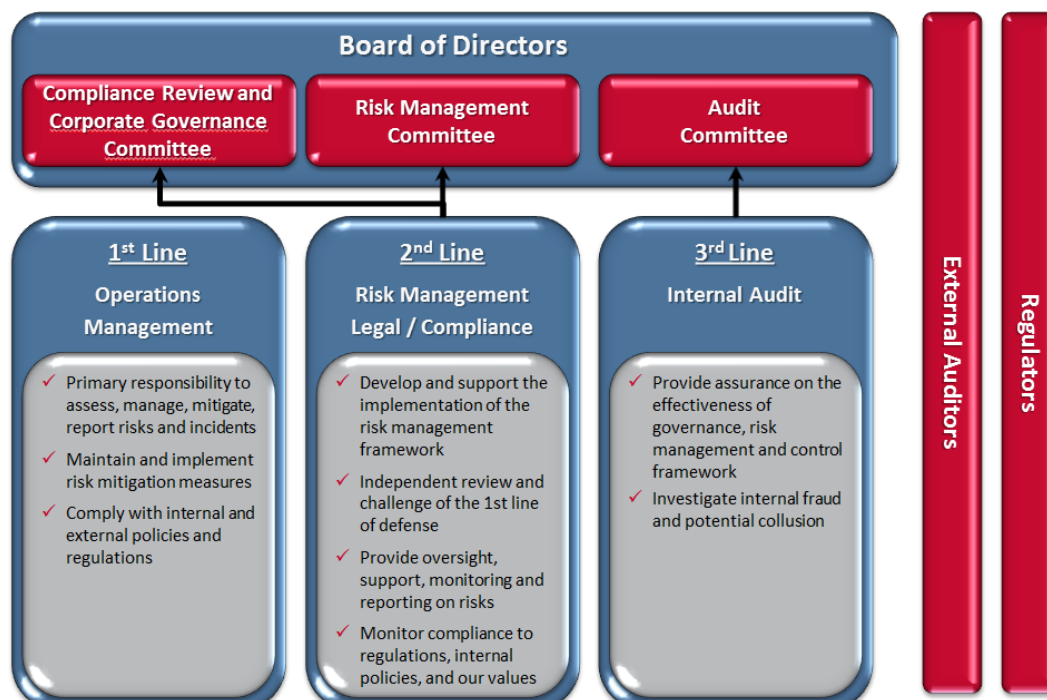 Board of Directors
Compliance Review and
Corporate Governance
Committee
Risk Management
Committee
Audit
Committee
1st Line
Operations
Management
✓ Primary responsibility to
assess, manage, mitigate,
report risks and incidents
✓ Maintain and implement
risk mitigation measures
✓ Comply with internal and
external policies and
regulations
2nd Line
Risk Management
Legal / Compliance
✓ Develop and support the
implementation of the
risk management
framework
✓ Independent review and
challenge of the 1st line
of defense
✓ Provide oversight,
support, monitoring and
reporting on risks
✓ Monitor compliance to
regulations, internal
policies, and our values
3rd Line
Internal Audit
✓ Provide assurance on the
effectiveness of
governance, risk
management and control
framework
✓ Investigate internal fraud
and potential collusion
External Auditors
Regulators